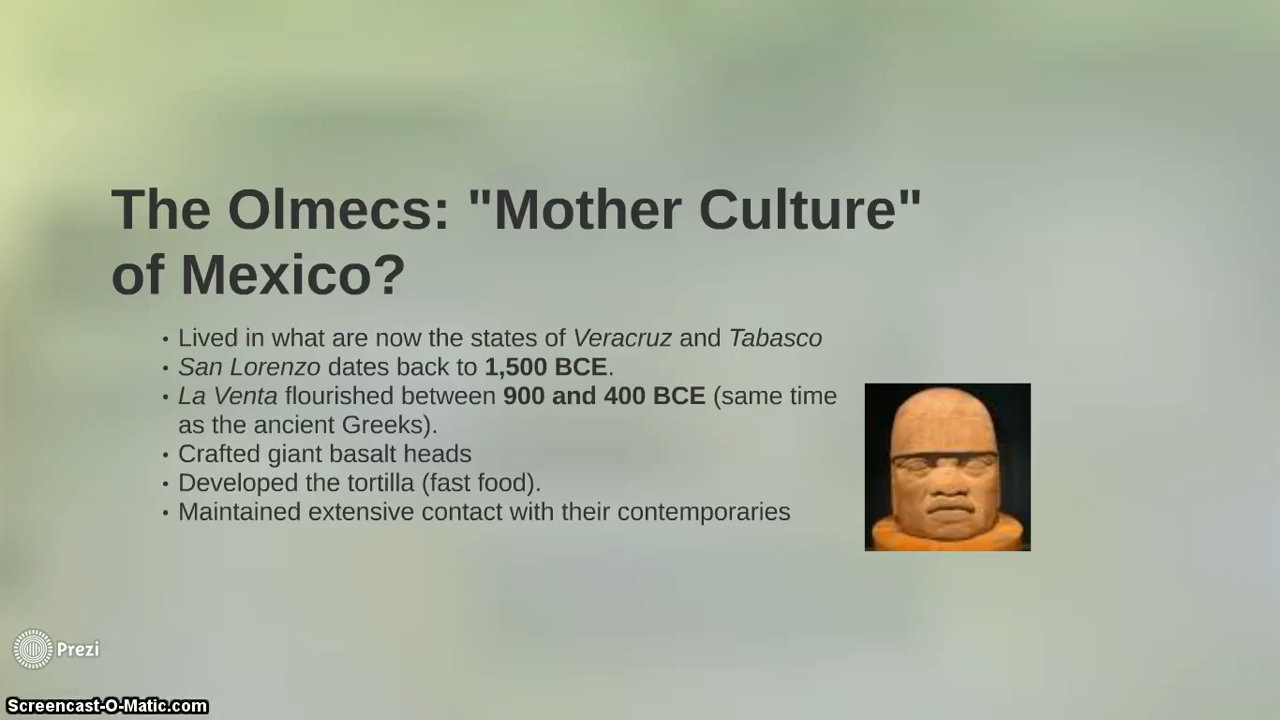 The Olmecs: "Mother Culture"
of Mexico?
• Lived in what are now the states of Veracruz and Tabasco
• San Lorenzo dates back to 1,500 BCE.
• La Venta flourished between 900 and 400 BCE (same time
as the ancient Greeks).
• Crafted giant basalt heads
• Developed the tortilla (fast food).
• Maintained extensive contact with their contemporaries
Prezi
Screencast-O-Matic.com